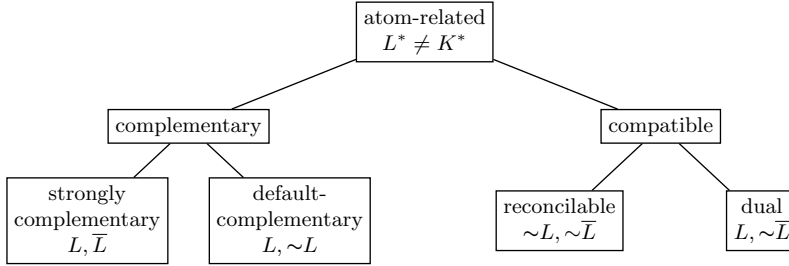 atom-related
L* ≠ K*
complementary
compatible
strongly
complementary
L, L̅
default-
complementary
L, ∼L
reconcilable
∼L, ∼L̅
dual
L, ∼L̅